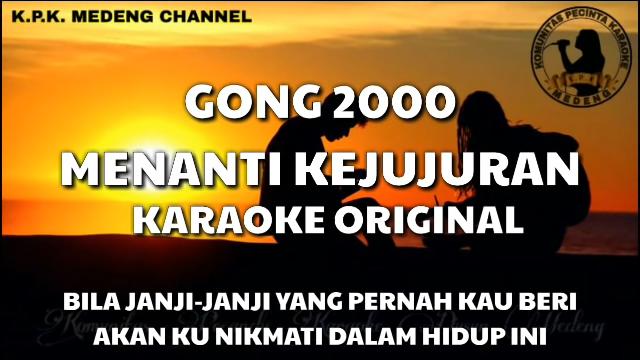 K.P.K. MEDENG CHANNEL
KOMUNITAS PECINTA KARAOKE
K.P.K
MEDENG
GONG 2000
MENANTI KEJUJURAN
KARAOKE ORIGINAL
BILA JANJI-JANJI YANG PERNAH KAU BERI
AKAN KU NIKMATI DALAM HIDUP INI
Medeng